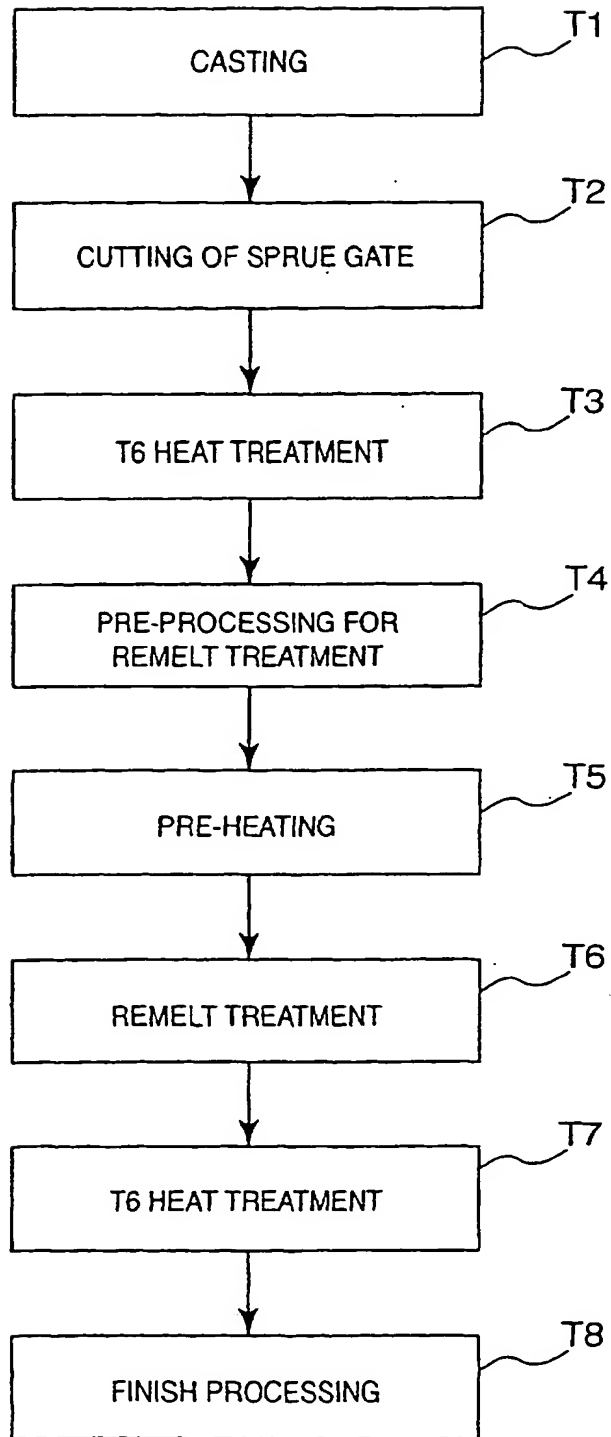 T1
CASTING
T2
CUTTING OF SPRUE GATE
T3
T6 HEAT TREATMENT
T4
PRE-PROCESSING FOR
REMELT TREATMENT
T5
PRE-HEATING
T6
REMELT TREATMENT
T7
T6 HEAT TREATMENT
T8
FINISH PROCESSING